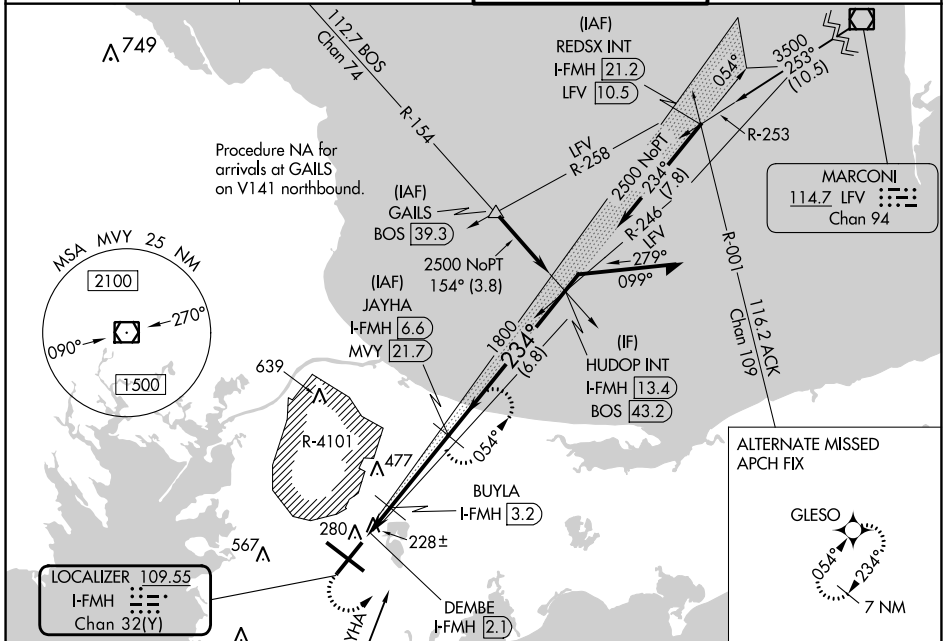 749
112.7 BOS
Chan 74
R-154
Procedure NA for
arrivals at GAILS
on V141 northbound.
(IAF)
REDSX INT
I-FMH 21.2
LFV 10.5
054°
3500
253°
(10.5)
R-253
MARCONI
114.7 LFV
Chan 94
LFV
R-258
2500 NoPT
234°
(7.8)
R-246
LFV
(IAF)
GAILS
BOS 39.3
2500 NoPT
154° (3.8)
279°
099°
R-001
116.2 ACK
Chan 109
MSA MVY 25 NM
2100
090°
270°
1500
(IAF)
JAYHA
I-FMH 6.6
MVY 21.7
1800
234°
(6.8)
(IF)
HUDOP INT
I-FMH 13.4
BOS 43.2
639
R-4101
054°
477
BUYLA
I-FMH 3.2
280
228±
567
LOCALIZER 109.55
I-FMH
Chan 32(Y)
DEMBE
I-FMH 2.1
ALTERNATE MISSED
APCH FIX
GLESO
054°
234°
7 NM